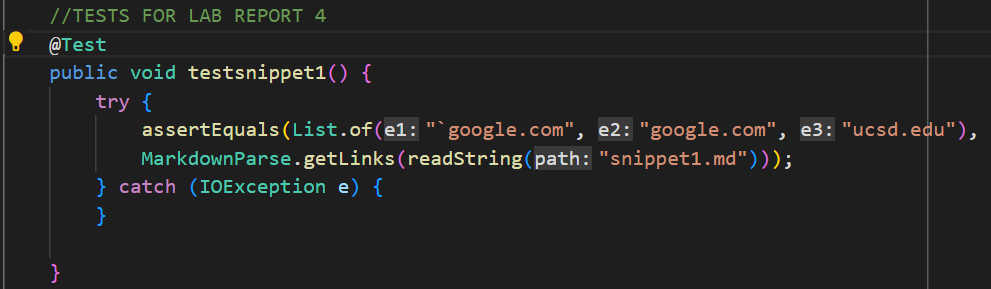 //TESTS FOR LAB REPORT 4
@Test
public void testsnippet1() {
try {
assertEquals(List.of(e1: "`google.com", e2: "google.com", e3: "ucsd.edu"),
MarkdownParse.getLinks(readString(path: "snippet1.md")));
} catch (IOException e) {
}
}